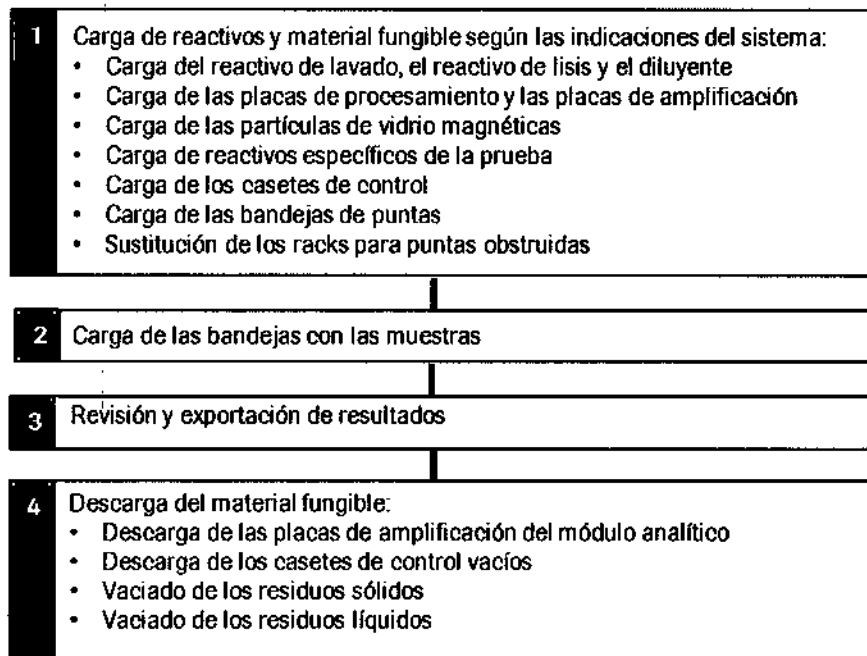 1 Carga de reactivos y material fungible según las indicaciones del sistema:
• Carga del reactivo de lavado, el reactivo de lisis y el diluyente
• Carga de las placas de procesamiento y las placas de amplificación
• Carga de las partículas de vidrio magnéticas
• Carga de reactivos específicos de la prueba
• Carga de los casetes de control
• Carga de las bandejas de puntas
• Sustitución de los racks para puntas obstruidas
2 Carga de las bandejas con las muestras
3 Revisión y exportación de resultados
4 Descarga del material fungible:
• Descarga de las placas de amplificación del módulo analítico
• Descarga de los casetes de control vacíos
• Vaciado de los residuos sólidos
• Vaciado de los residuos líquidos